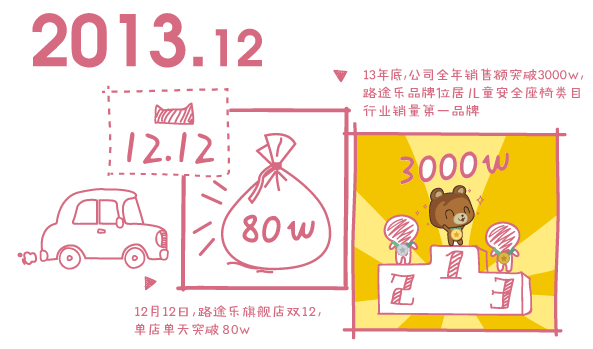 2013.12
13年底,公司全年销售额突破3000w,
路途乐品牌位居儿童安全座椅类目
行业销量第一品牌
12.12
3000w
80w
1
2
3
12月12日,路途乐旗舰店双12,
单店单天突破80w